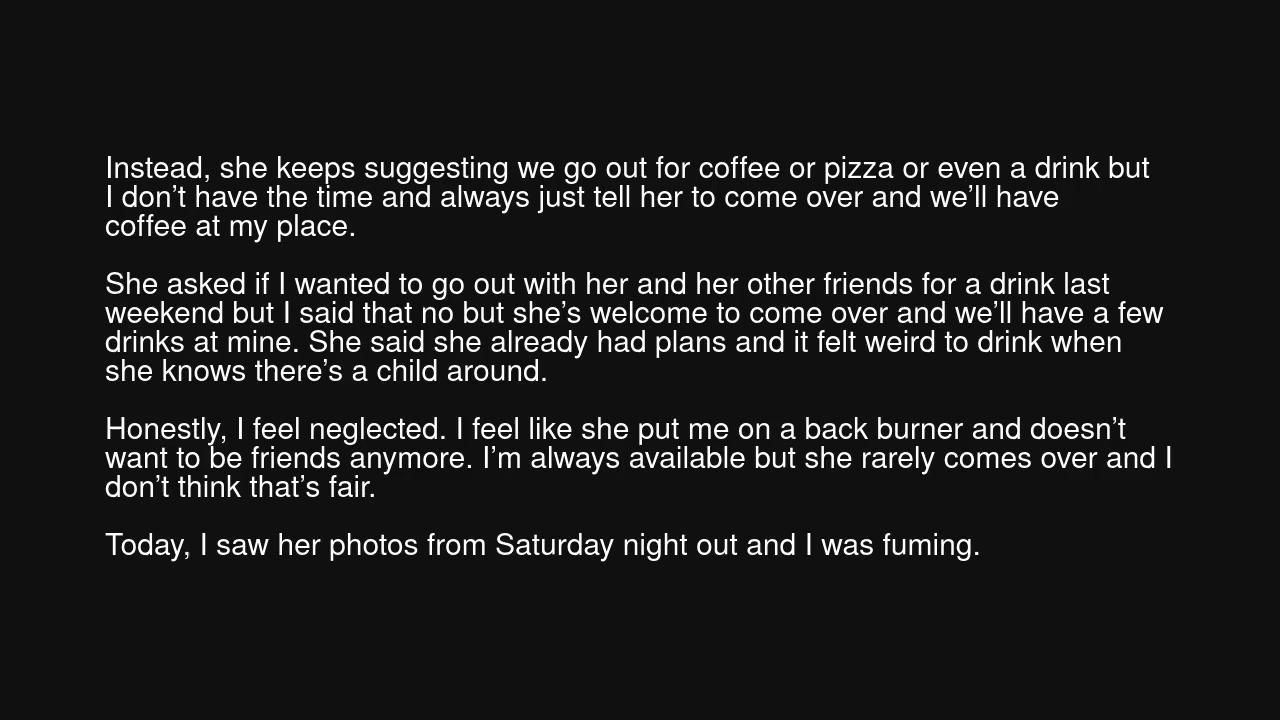 Instead, she keeps suggesting we go out for coffee or pizza or even a drink but
I don’t have the time and always just tell her to come over and we’ll have
coffee at my place.
She asked if I wanted to go out with her and her other friends for a drink last
weekend but I said that no but she’s welcome to come over and we’ll have a few
drinks at mine. She said she already had plans and it felt weird to drink when
she knows there’s a child around.
Honestly, I feel neglected. I feel like she put me on a back burner and doesn’t
want to be friends anymore. I’m always available but she rarely comes over and I
don’t think that’s fair.
Today, I saw her photos from Saturday night out and I was fuming.